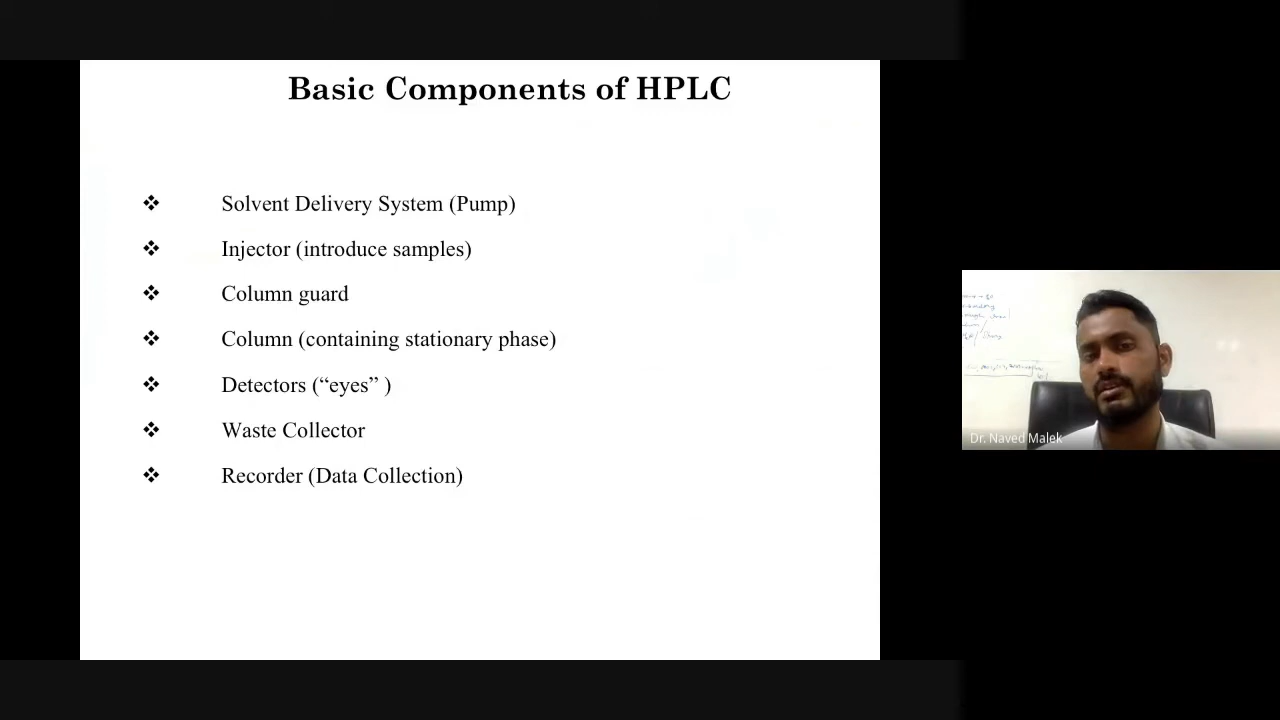 Basic Components of HPLC
❖ Solvent Delivery System (Pump)
❖ Injector (introduce samples)
❖ Column guard
❖ Column (containing stationary phase)
❖ Detectors (“eyes” )
❖ Waste Collector
❖ Recorder (Data Collection)
Dr. Naved Malek